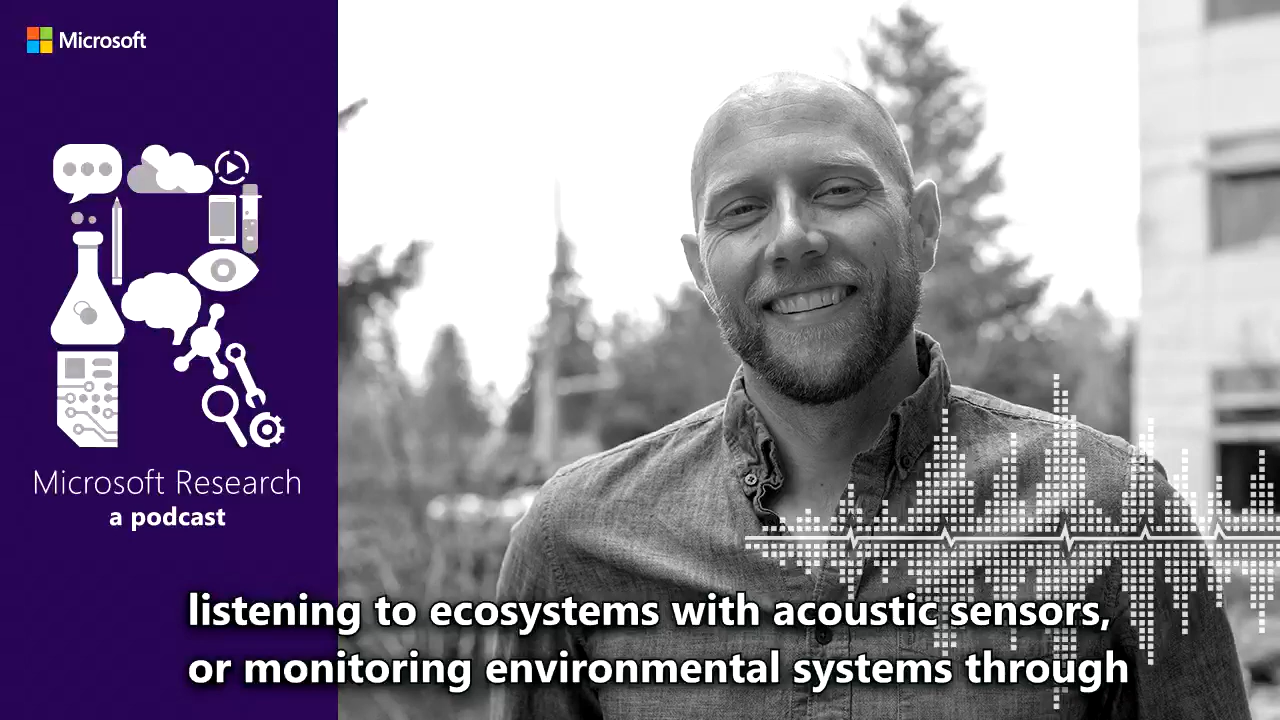 Microsoft
Microsoft Research
a podcast
listening to ecosystems with acoustic sensors,
or monitoring environmental systems through